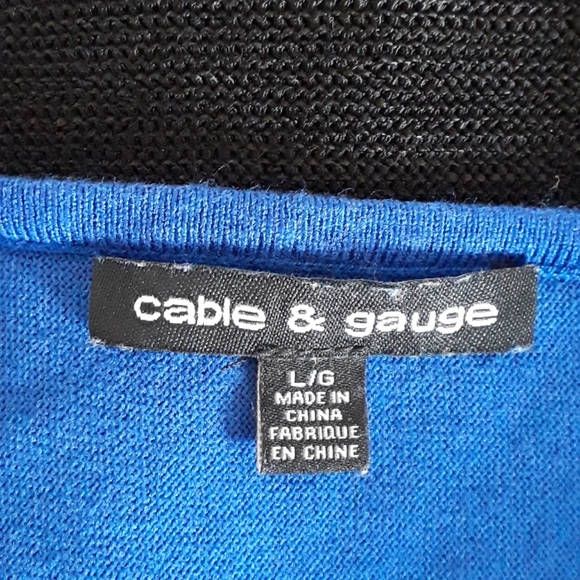 cable & gauge
L/G
MADE IN
CHINA
FABRIQUE
EN CHINE